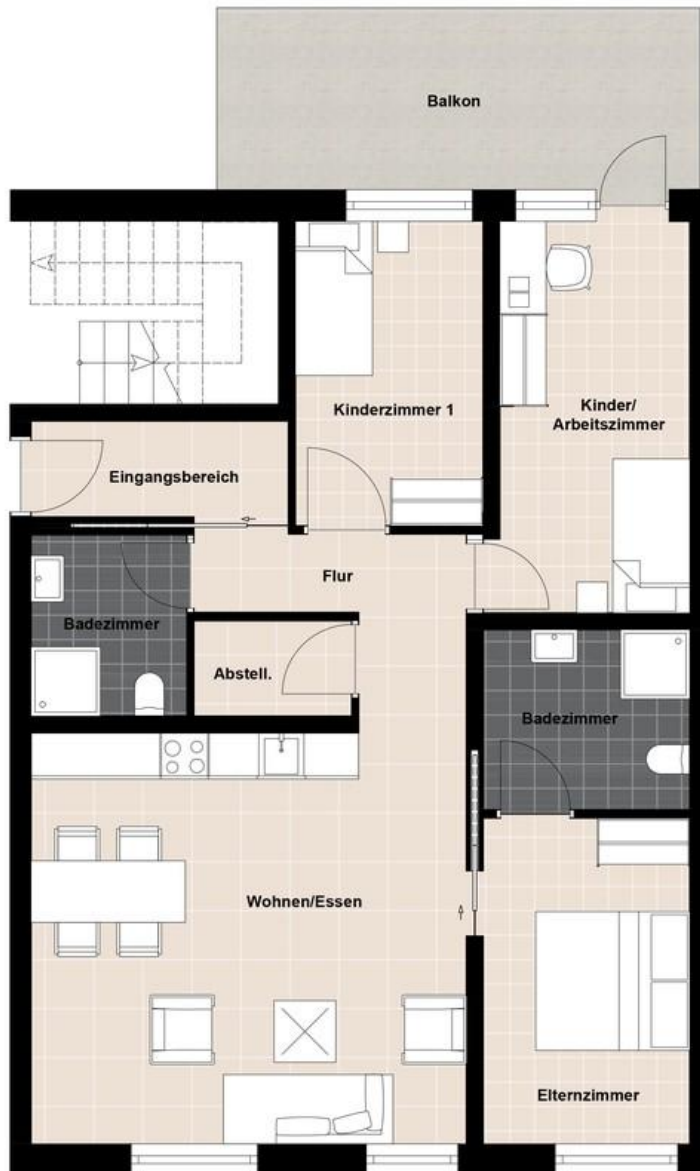 Balkon
Kinderzimmer 1
Kinder/
Arbeitszimmer
Eingangsbereich
Flur
Badezimmer
Abstell.
Badezimmer
Wohnen/Essen
Elternzimmer